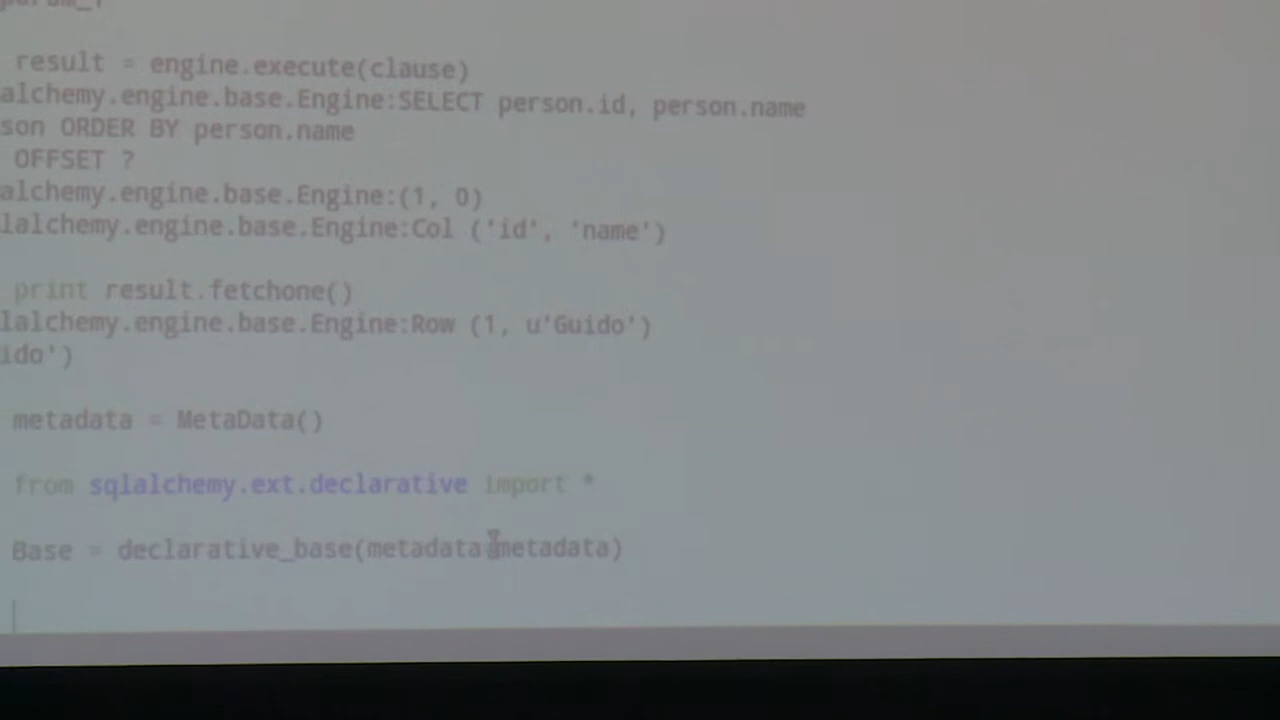 result = engine.execute(clause)
alchemy.engine.base.Engine:SELECT person.id, person.name
son ORDER BY person.name
OFFSET ?
alchemy.engine.base.Engine:(1, 0)
lalchemy.engine.base.Engine:Col ('id', 'name')
print result.fetchone()
lalchemy.engine.base.Engine:Row (1, u'Guido')
ido')
metadata = MetaData()
from sqlalchemy.ext.declarative import *
Base = declarative_base(metadata=metadata)